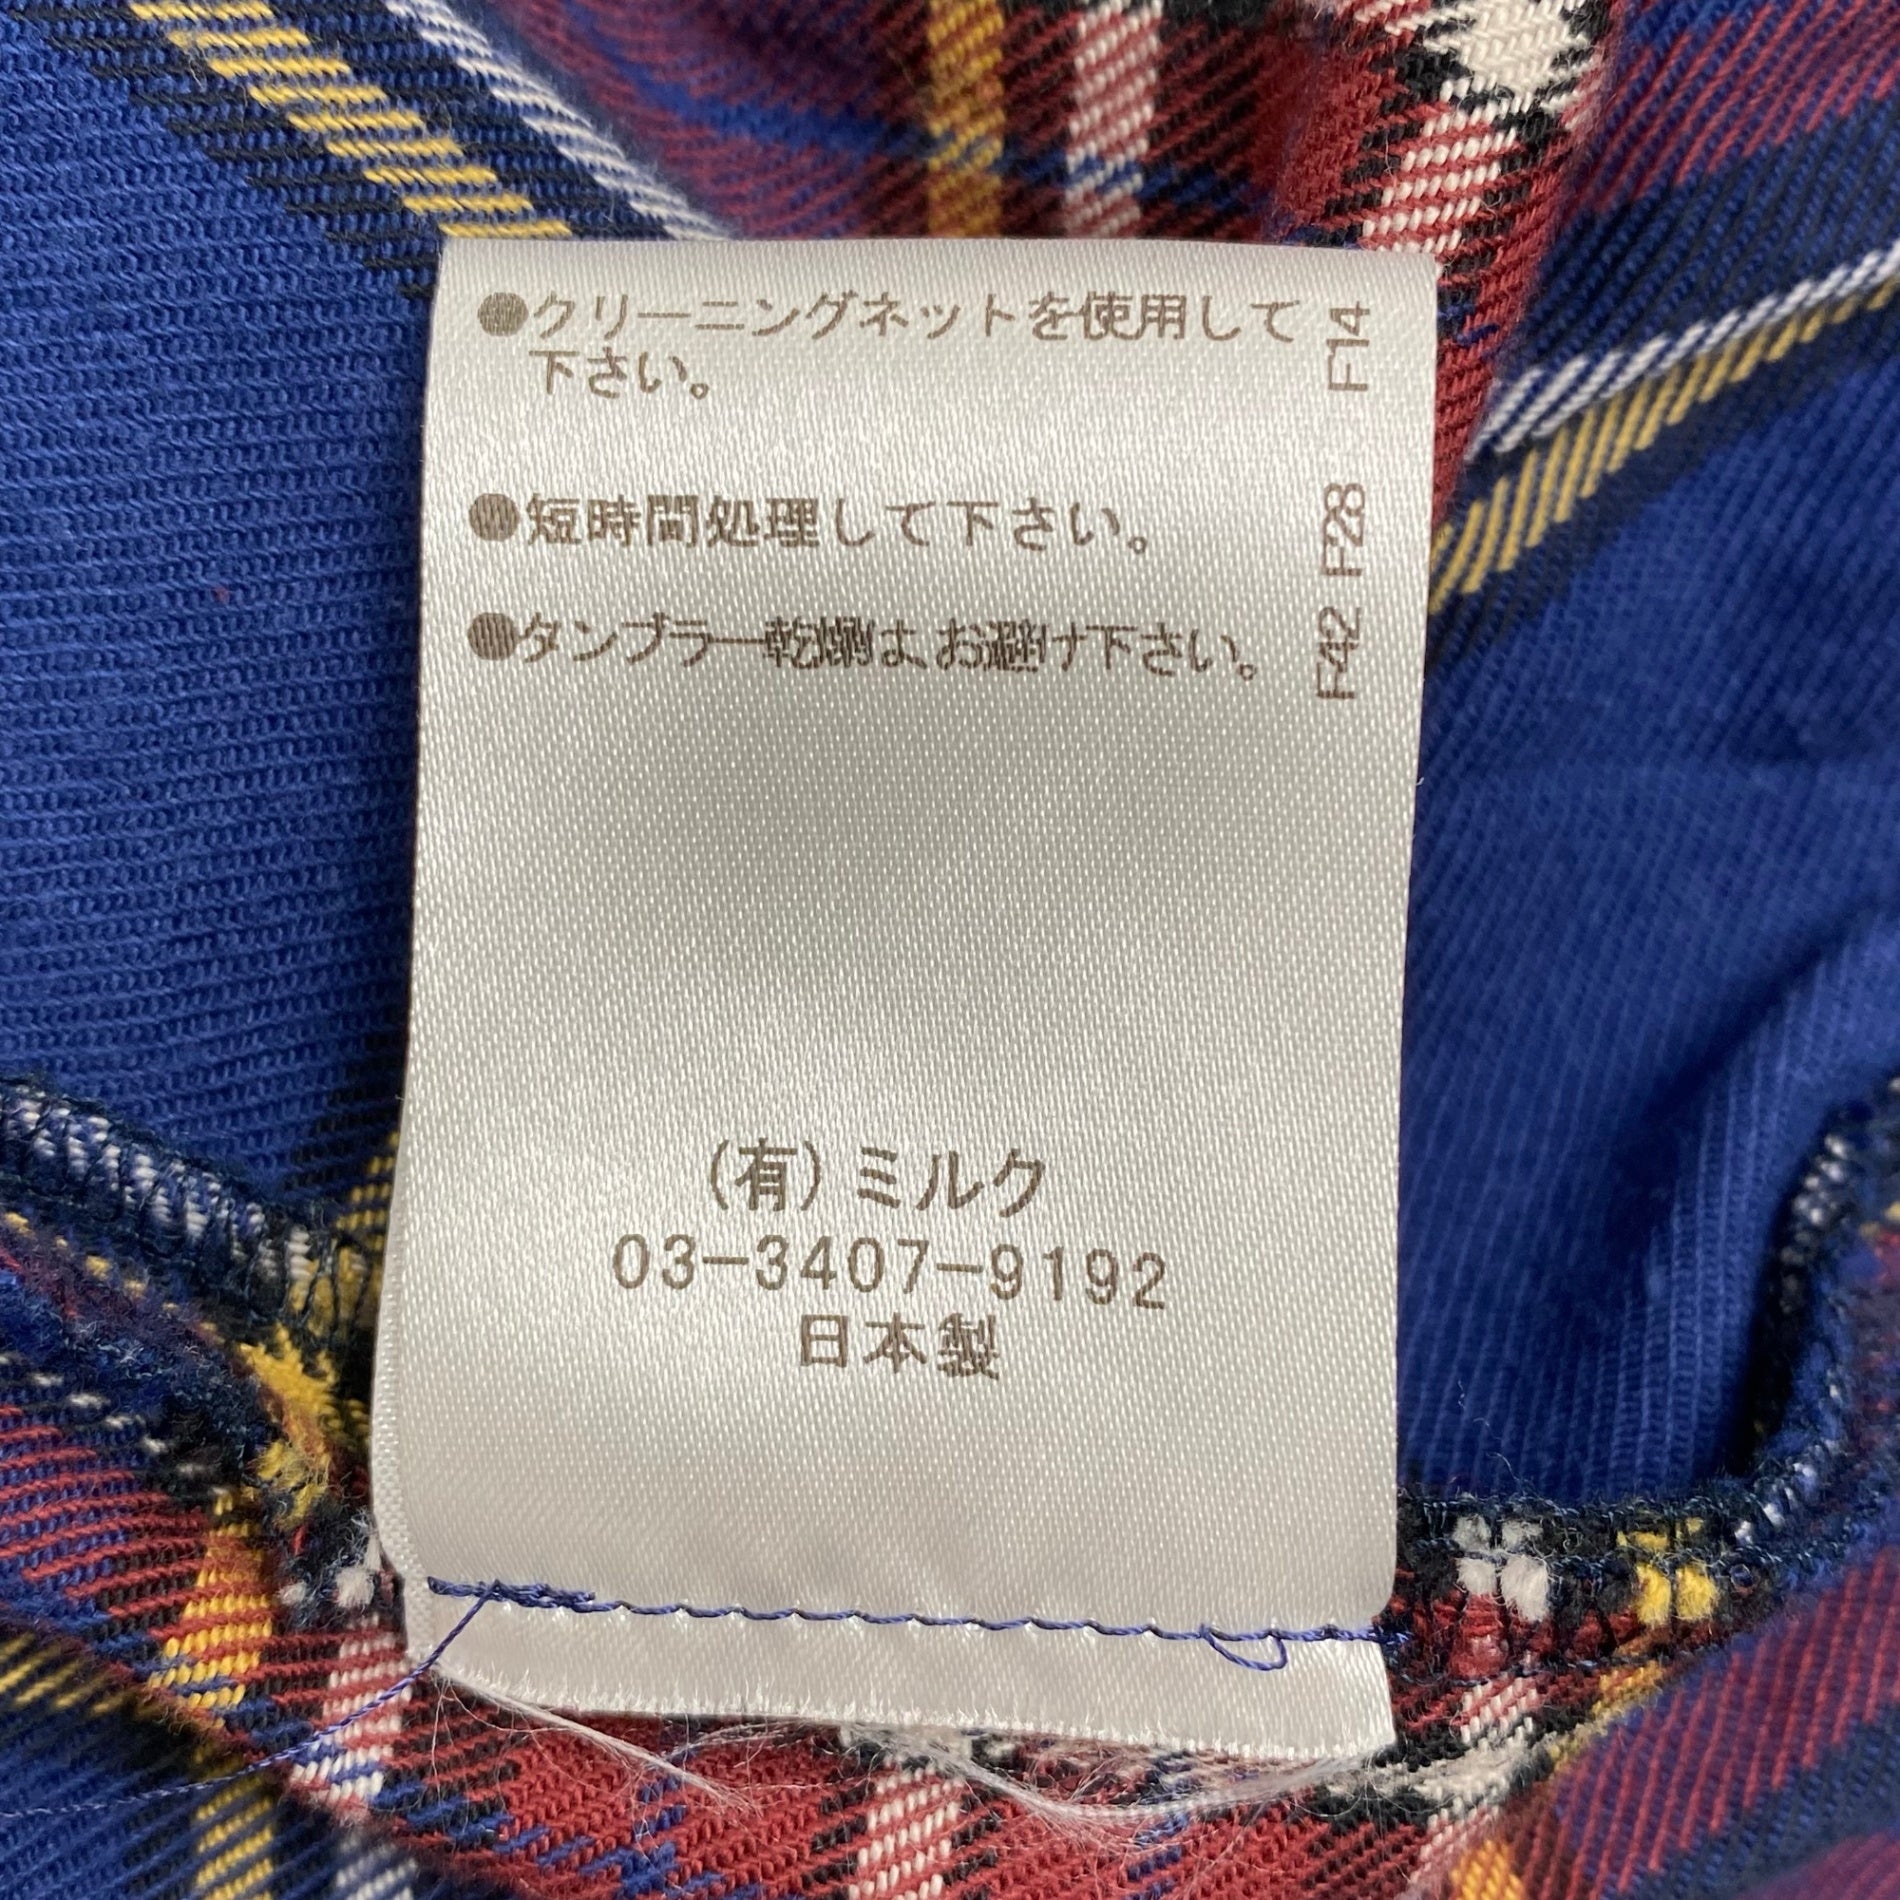 ●クリーニングネットを使用して
下さい。
●短時間処理して下さい。
●タンブラー乾燥は、お避け下さい。
F14
F28
F42
(有)ミルク
03-3407-9192
日本製